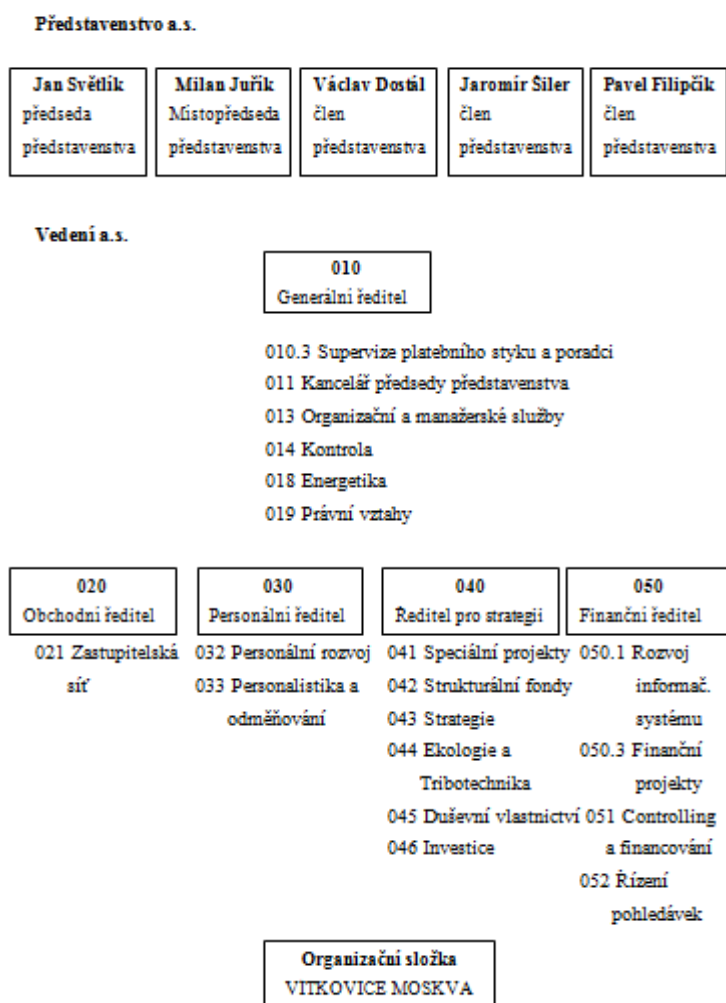 Představenstvo a.s.
Jan Světlík
předseda
představenstva
Milan Juřík
Mistopředseda
představenstva
Václav Dostál
člen
představenstva
Jaromír Šiler
člen
představenstva
Pavel Filipčík
člen
představenstva
Vedení a.s.
010
Generální ředitel
010.3 Supervize platebního styku a poradci
011 Kancelář předsedy představenstva
013 Organizační a manažerské služby
014 Kontrola
018 Energetika
019 Právní vztahy
020
Obchodní ředitel
021 Zastupitelská
síť
030
Personální ředitel
032 Personální rozvoj
033 Personalistika a
odměňování
040
Ředitel pro strategii
041 Speciální projekty
042 Strukturální fondy
043 Strategie
044 Ekologie a
Tribotechnika
045 Duševní vlastnictví
046 Investice
050
Finanční ředitel
050.1 Rozvoj
informač.
systému
050.3 Finanční
projekty
051 Controlling
a financování
052 Řízení
pohledávek
Organizační složka
VITKOVICE MOSKVA